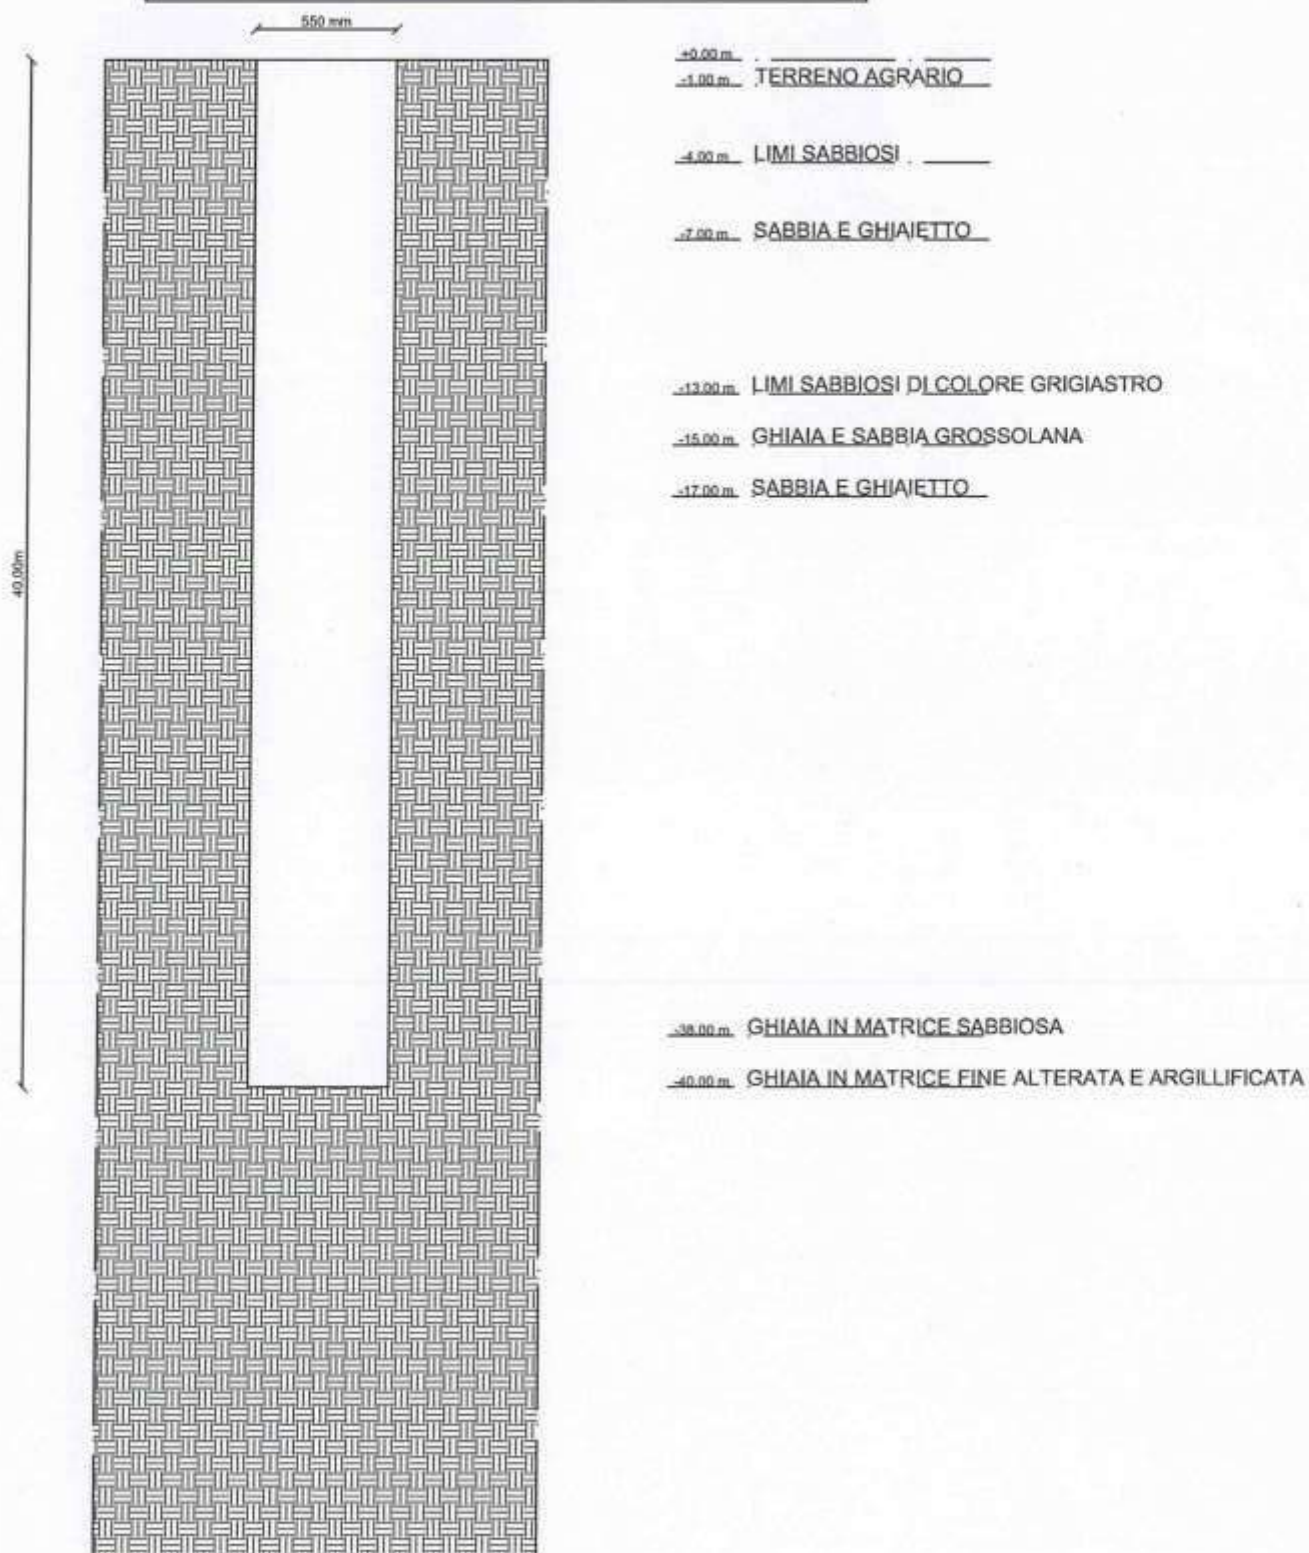 550 mm
+0.00 m
-1.00 m TERRENO AGRARIO
-4.00 m LIMI SABBIOSI
-7.00 m SABBIA E GHIAIETTO
-13.00 m LIMI SABBIOSI DI COLORE GRIGIASTRO
-15.00 m GHIAIA E SABBIA GROSSOLANA
-17.00 m SABBIA E GHIAIETTO
40.00m
-38.00 m GHIAIA IN MATRICE SABBIOSA
-40.00 m GHIAIA IN MATRICE FINE ALTERATA E ARGILLIFICATA